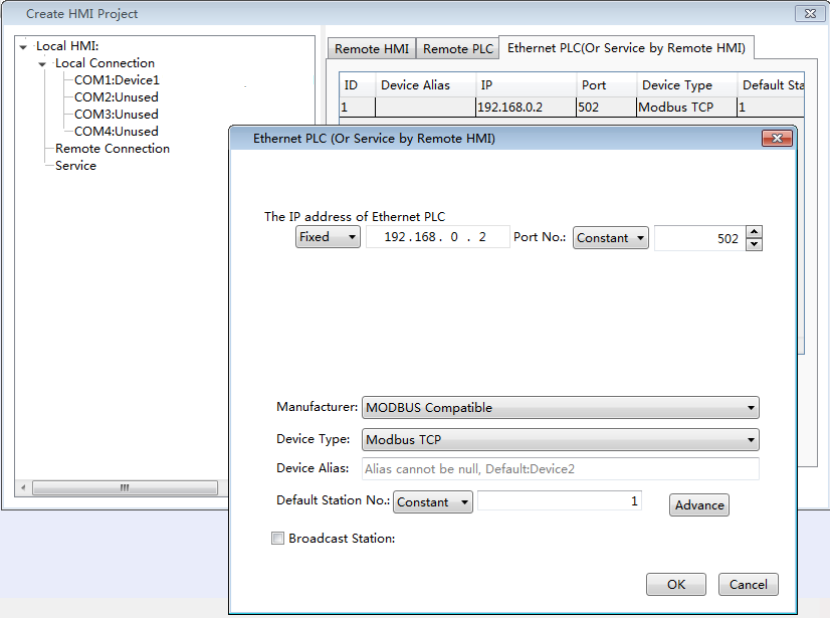 Create HMI Project
Local HMI:
Local Connection
COM1:Device1
COM2:Unused
COM3:Unused
COM4:Unused
Remote Connection
Service
Remote HMI Remote PLC Ethernet PLC(Or Service by Remote HMI)
ID Device Alias IP Port Device Type Default Sta
1 192.168.0.2 502 Modbus TCP 1
Ethernet PLC (Or Service by Remote HMI)
The IP address of Ethernet PLC
Fixed 192.168. 0 . 2 Port No.: Constant 502
Manufacturer: MODBUS Compatible
Device Type: Modbus TCP
Device Alias: Alias cannot be null, Default:Device2
Default Station No.: Constant 1 Advance
Broadcast Station:
OK Cancel